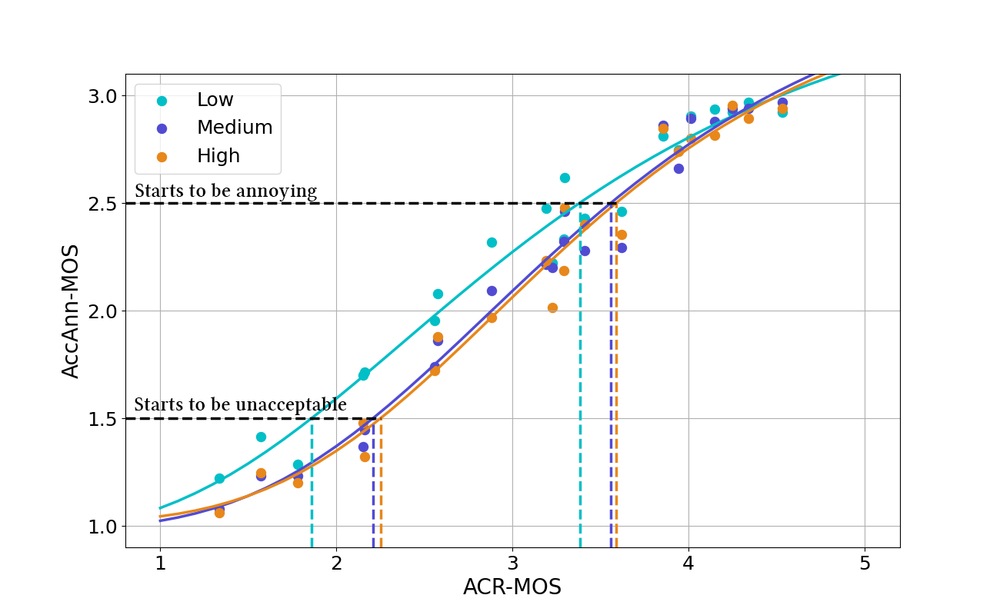 3.0
Low
Medium
High
Starts to be annoying
2.5
AccAnn-MOS
2.0
Starts to be unacceptable
1.5
1.0
1 2 3 4 5
ACR-MOS